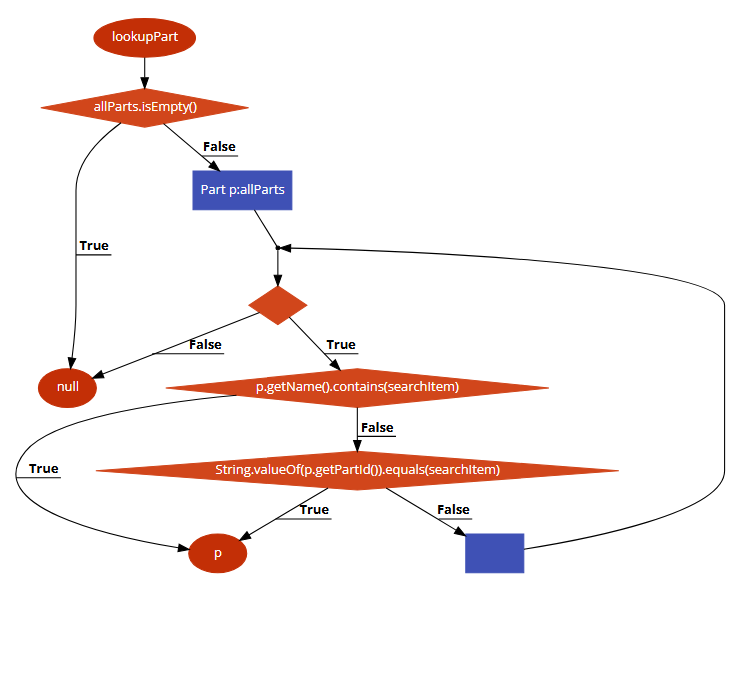 lookupPart
allParts.isEmpty()
False
Part p:allParts
True
False
True
null
p.getName().contains(searchItem)
False
True
String.valueOf(p.getPartId()).equals(searchItem)
True
False
p